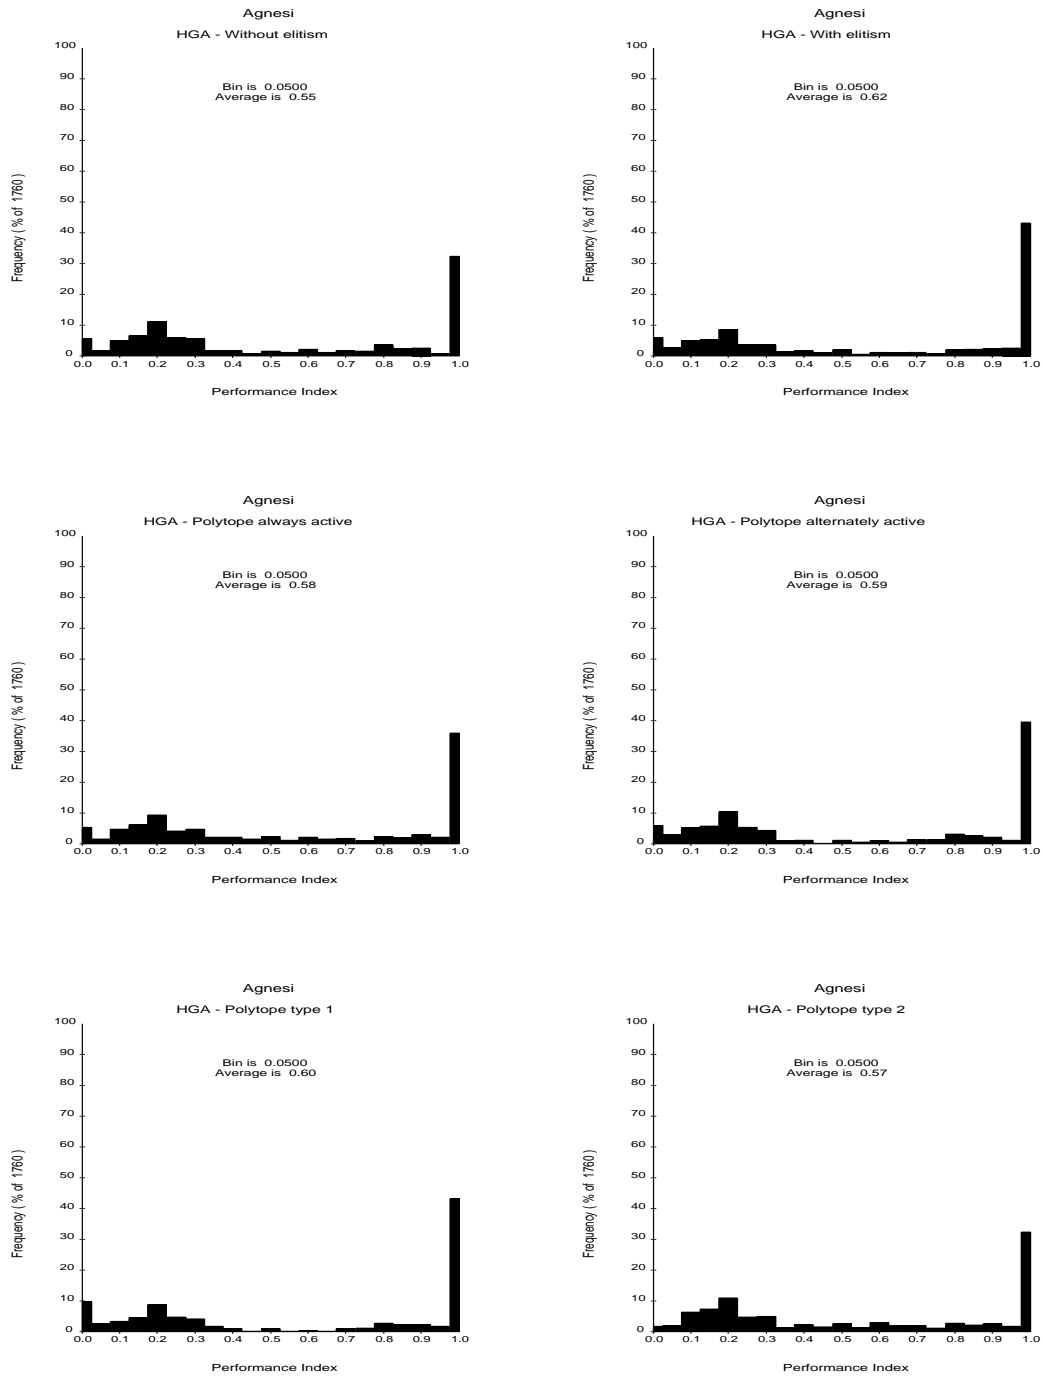 Agnesi
HGA - Without elitism
Bin is 0.0500
Average is 0.55
100
90
80
70
60
50
40
30
20
10
0
Frequency ( % of 1760 )
0.0 0.1 0.2 0.3 0.4 0.5 0.6 0.7 0.8 0.9 1.0
Performance Index
Agnesi
HGA - With elitism
Bin is 0.0500
Average is 0.62
100
90
80
70
60
50
40
30
20
10
0
Frequency ( % of 1760 )
0.0 0.1 0.2 0.3 0.4 0.5 0.6 0.7 0.8 0.9 1.0
Performance Index
Agnesi
HGA - Polytope always active
Bin is 0.0500
Average is 0.58
100
90
80
70
60
50
40
30
20
10
0
Frequency ( % of 1760 )
0.0 0.1 0.2 0.3 0.4 0.5 0.6 0.7 0.8 0.9 1.0
Performance Index
Agnesi
HGA - Polytope alternately active
Bin is 0.0500
Average is 0.59
100
90
80
70
60
50
40
30
20
10
0
Frequency ( % of 1760 )
0.0 0.1 0.2 0.3 0.4 0.5 0.6 0.7 0.8 0.9 1.0
Performance Index
Agnesi
HGA - Polytope type 1
Bin is 0.0500
Average is 0.60
100
90
80
70
60
50
40
30
20
10
0
Frequency ( % of 1760 )
0.0 0.1 0.2 0.3 0.4 0.5 0.6 0.7 0.8 0.9 1.0
Performance Index
Agnesi
HGA - Polytope type 2
Bin is 0.0500
Average is 0.57
100
90
80
70
60
50
40
30
20
10
0
Frequency ( % of 1760 )
0.0 0.1 0.2 0.3 0.4 0.5 0.6 0.7 0.8 0.9 1.0
Performance Index